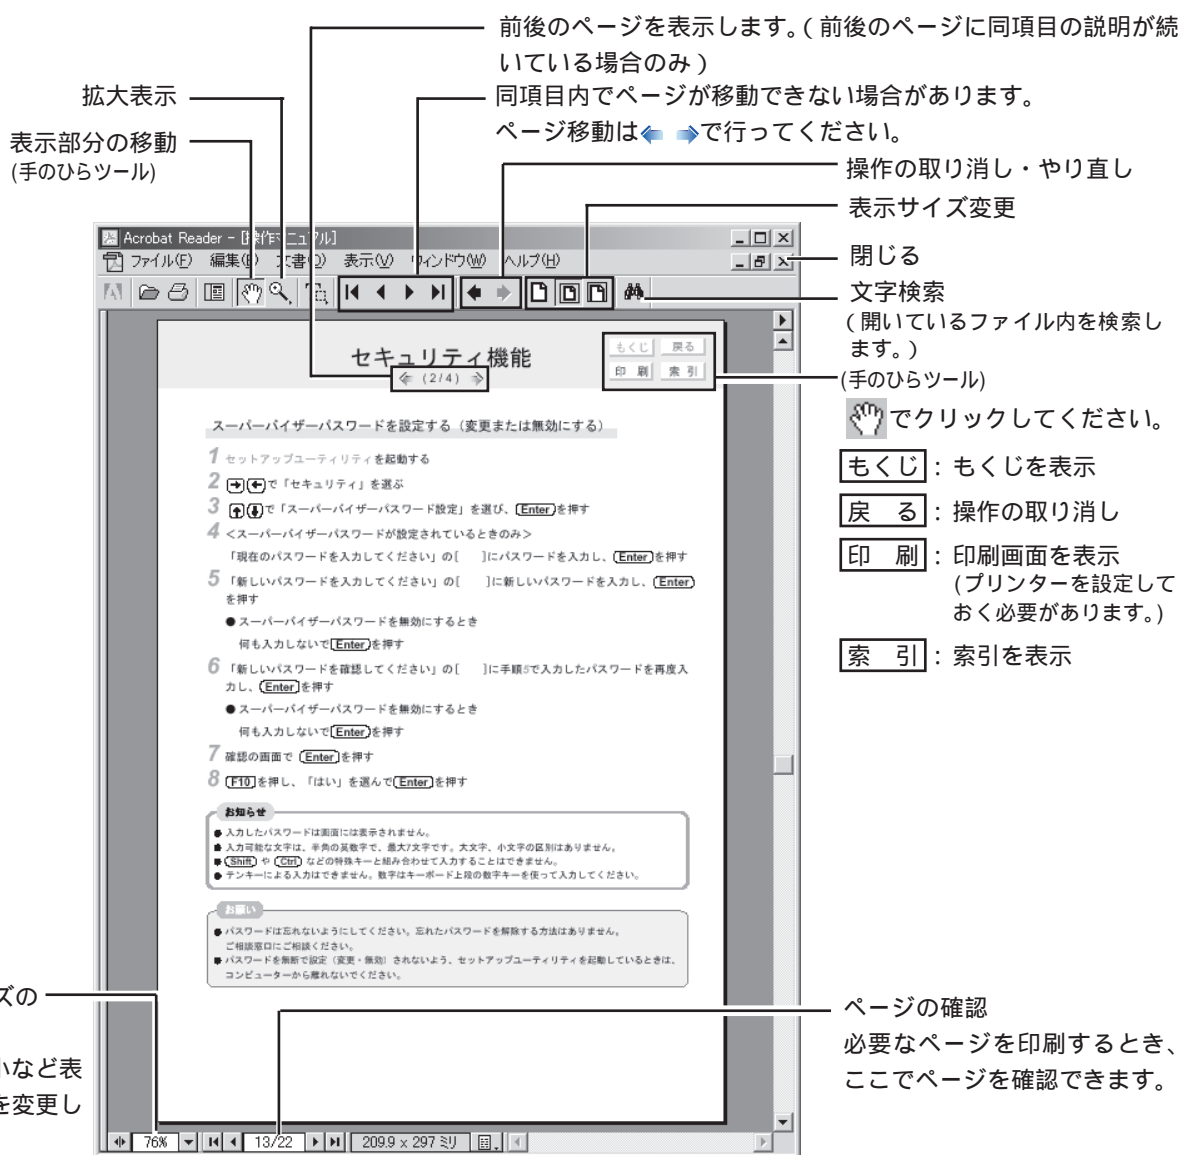 前後のページを表示します。(前後のページに同項目の説明が続
いている場合のみ)
拡大表示
同項目内でページが移動できない場合があります。
ページ移動は で行ってください。
表示部分の移動
(手のひらツール)
操作の取り消し・やり直し
表示サイズ変更
Acrobat Reader - [操作マニュアル]
閉じる
ファイル(F) 編集(E) 文書(D) 表示(V) ウィンドウ(W) ヘルプ(H)
文字検索
(開いているファイル内を検索し
ます。)
セキュリティ機能
もくじ 戻る
(2/4)
印 刷 索 引
(手のひらツール)
でクリックしてください。
もくじ:もくじを表示
戻 る:操作の取り消し
印 刷:印刷画面を表示
(プリンターを設定して
おく必要があります。)
索 引:索引を表示
スーパーバイザーパスワードを設定する(変更または無効にする)
1 セットアップユーティリティを起動する
2 →←で「セキュリティ」を選ぶ
3 ↑↓で「スーパーバイザーパスワード設定」を選び、Enterを押す
4 <スーパーバイザーパスワードが設定されているときのみ>
「現在のパスワードを入力してください」の[ ]にパスワードを入力し、Enterを押す
5 「新しいパスワードを入力してください」の[ ]に新しいパスワードを入力し、Enter
を押す
●スーパーバイザーパスワードを無効にするとき
何も入力しないでEnterを押す
6 「新しいパスワードを確認してください」の[ ]に手順5で入力したパスワードを再度入
力し、Enterを押す
●スーパーバイザーパスワードを無効にするとき
何も入力しないでEnterを押す
7 確認の画面で Enterを押す
8 F10を押し、「はい」を選んでEnterを押す
お知らせ
●入力したパスワードは画面には表示されません。
●入力可能な文字は、半角の英数字で、最大7文字です。大文字、小文字の区別はありません。
●Shift や Ctrl などの特殊キーと組み合わせて入力することはできません。
●テンキーによる入力はできません。数字はキーボード上段の数字キーを使って入力してください。
お願い
●パスワードは忘れないようにしてください。忘れたパスワードを解除する方法はありません。
ご相談窓口にご相談ください。
●パスワードを無断で設定(変更・無効)されないよう、セットアップユーティリティを起動しているときは、
コンピューターから離れないでください。
ズの
小など表
を変更し
ページの確認
必要なページを印刷するとき、
ここでページを確認できます。
76% 13/22 209.9 x 297 ミリ